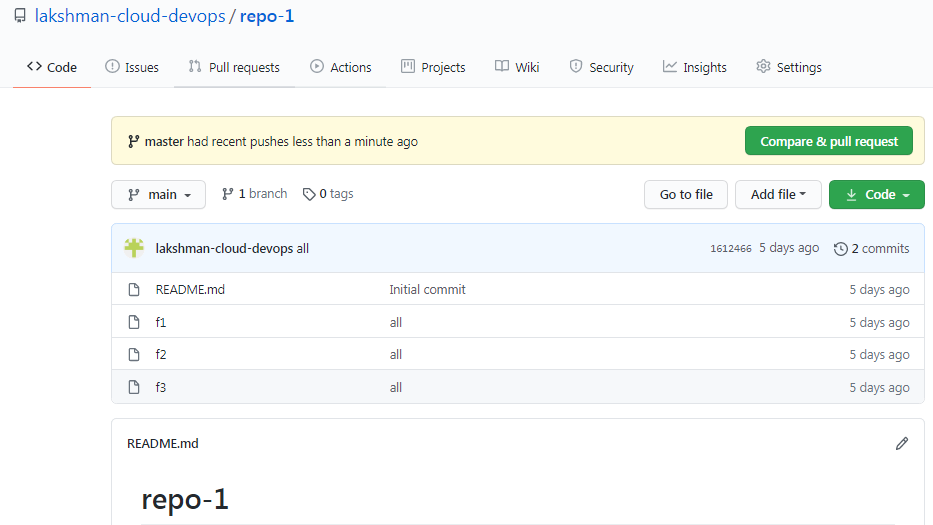 lakshman-cloud-devops / repo-1
Code Issues Pull requests Actions Projects Wiki Security Insights Settings
master had recent pushes less than a minute ago Compare & pull request
main 1 branch 0 tags Go to file Add file Code
lakshman-cloud-devops all 1612466 5 days ago 2 commits
README.md Initial commit 5 days ago
f1 all 5 days ago
f2 all 5 days ago
f3 all 5 days ago
README.md
repo-1